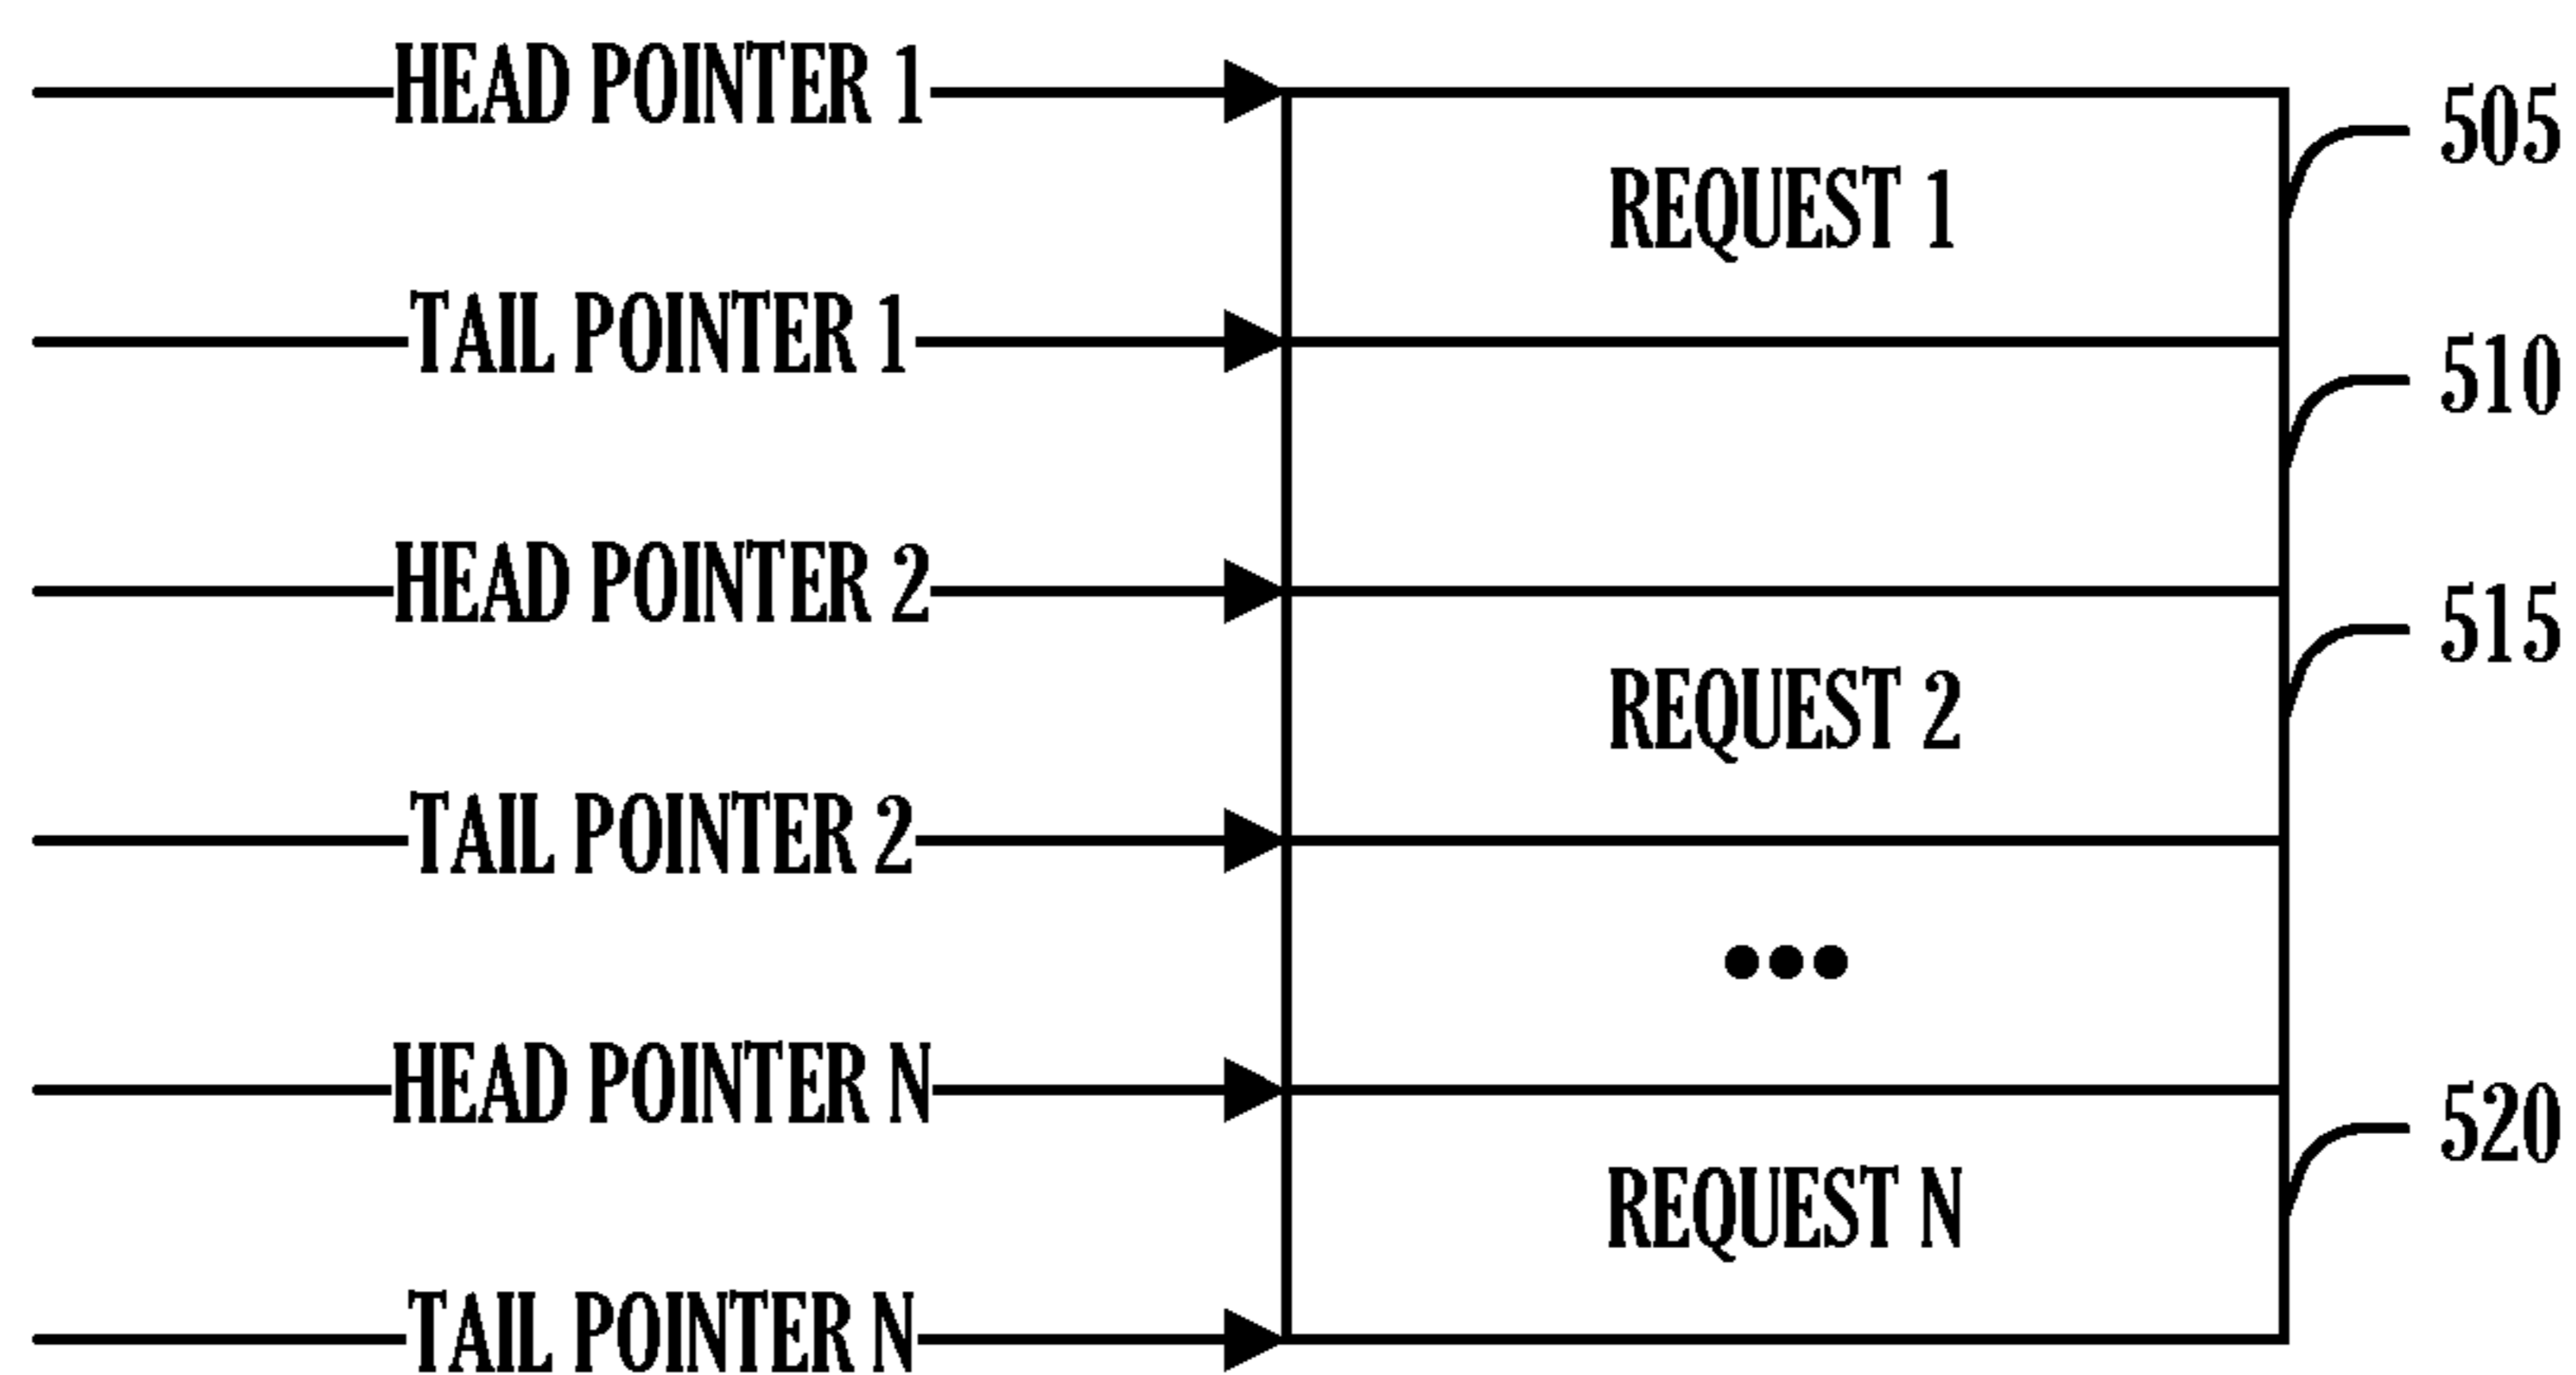 HEAD POINTER 1
505
REQUEST 1
TAIL POINTER 1
510
HEAD POINTER 2
515
REQUEST 2
TAIL POINTER 2
•••
HEAD POINTER N
520
REQUEST N
TAIL POINTER N